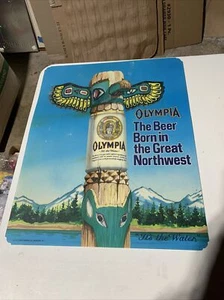 OLYMPIA
The Beer
Born in
the Great
Northwest
OLYMPIA
"It's the Water"